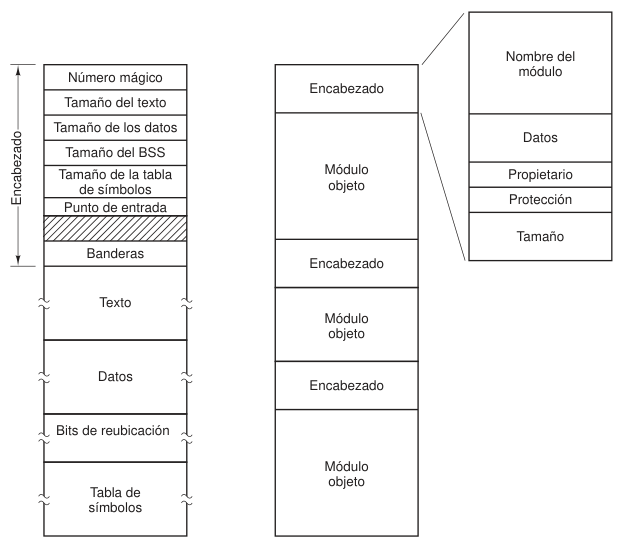 Encabezado
Número mágico
Tamaño del texto
Tamaño de los datos
Tamaño del BSS
Tamaño de la tabla
de símbolos
Punto de entrada
Banderas
Texto
Datos
Bits de reubicación
Tabla de
símbolos
Encabezado
Módulo
objeto
Encabezado
Módulo
objeto
Encabezado
Módulo
objeto
Nombre del
módulo
Datos
Propietario
Protección
Tamaño